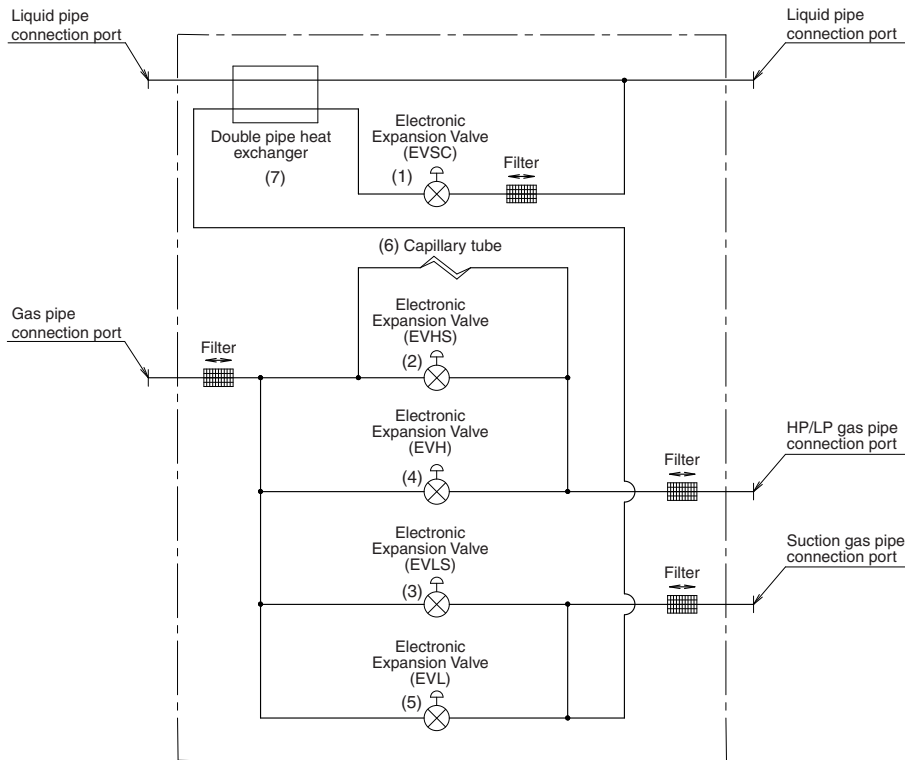 Liquid pipe
connection port
Liquid pipe
connection port
Double pipe heat
exchanger
(7)
Electronic
Expansion Valve
(EVSC)
(1)
Filter
(6) Capillary tube
Gas pipe
connection port
Filter
Electronic
Expansion Valve
(EVHS)
(2)
Electronic
Expansion Valve
(EVH)
(4)
HP/LP gas pipe
connection port
Filter
Electronic
Expansion Valve
(EVLS)
(3)
Suction gas pipe
connection port
Filter
Electronic
Expansion Valve
(EVL)
(5)